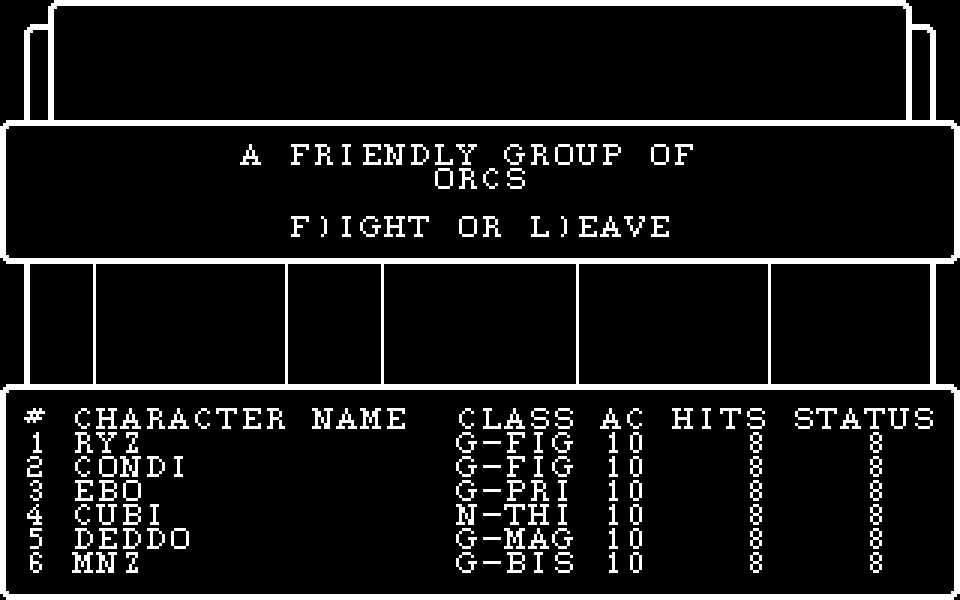 A FRIENDLY GROUP OF
ORCS
F)IGHT OR L)EAVE
# CHARACTER NAME CLASS AC HITS STATUS
1 RYZ G-FIG 10 8 8
2 CONDI G-FIG 10 8 8
3 EBO G-PRI 10 8 8
4 CUBI N-THI 10 8 8
5 DEDDO G-MAG 10 8 8
6 MNZ G-BIS 10 8 8